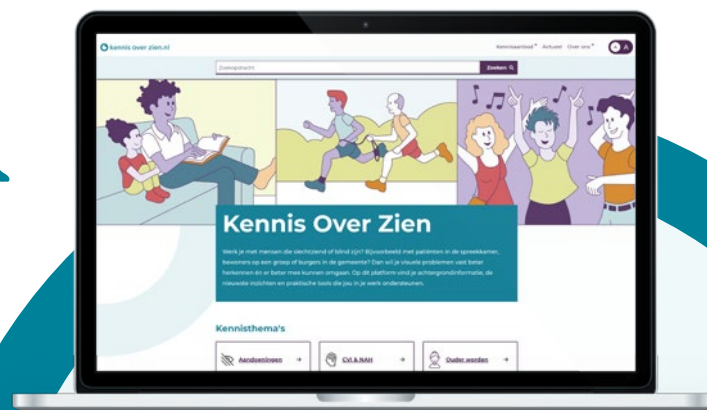 kennis over zien.nl
Kennisaanbod Actueel Over ons A A
Zoekopdracht Zoeken
Kennis Over Zien
Werk je met mensen die slechtziend of blind zijn? Bijvoorbeeld met patiënten in de spreekkamer,
bewoners op een groep of burgers in de gemeente? Dan wil je visuele problemen vast beter
herkennen én er beter mee kunnen omgaan. Op dit platform vind je achtergrondinformatie, de
nieuwste inzichten en praktische tools die jou in je werk ondersteunen.
Kennisthema's
Aandoeningen
CVI & NAH
Ouder worden